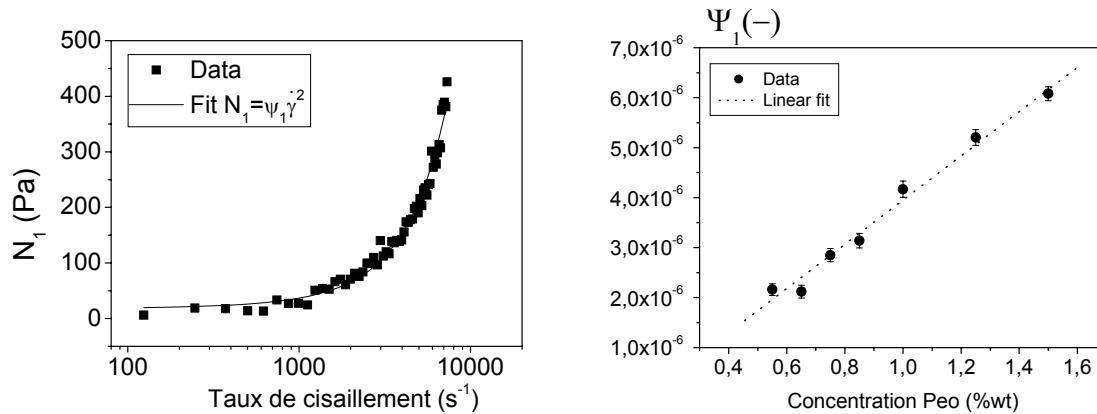 500
400
300
200
100
0
N₁ (Pa)
Data
Fit N₁=ψ₁γ̇²
100 1000 10000
Taux de cisaillement (s⁻¹)
Ψ₁(−)
7,0x10⁻⁶
6,0x10⁻⁶
5,0x10⁻⁶
4,0x10⁻⁶
3,0x10⁻⁶
2,0x10⁻⁶
1,0x10⁻⁶
Data
Linear fit
0,4 0,6 0,8 1,0 1,2 1,4 1,6
Concentration Peo (%wt)